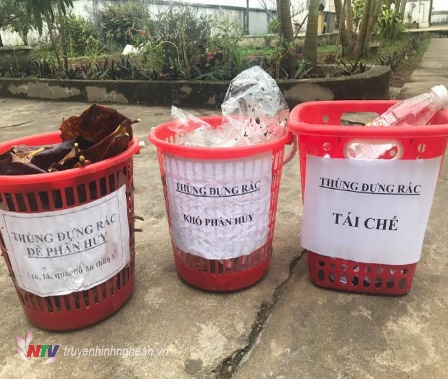 THÙNG ĐỰNG RÁC
DỄ PHÂN HỦY
THÙNG ĐỰNG RÁC
KHÓ PHÂN HỦY
THÙNG ĐỰNG RÁC
TÁI CHẾ
NTV truyenhinhnghean.vn